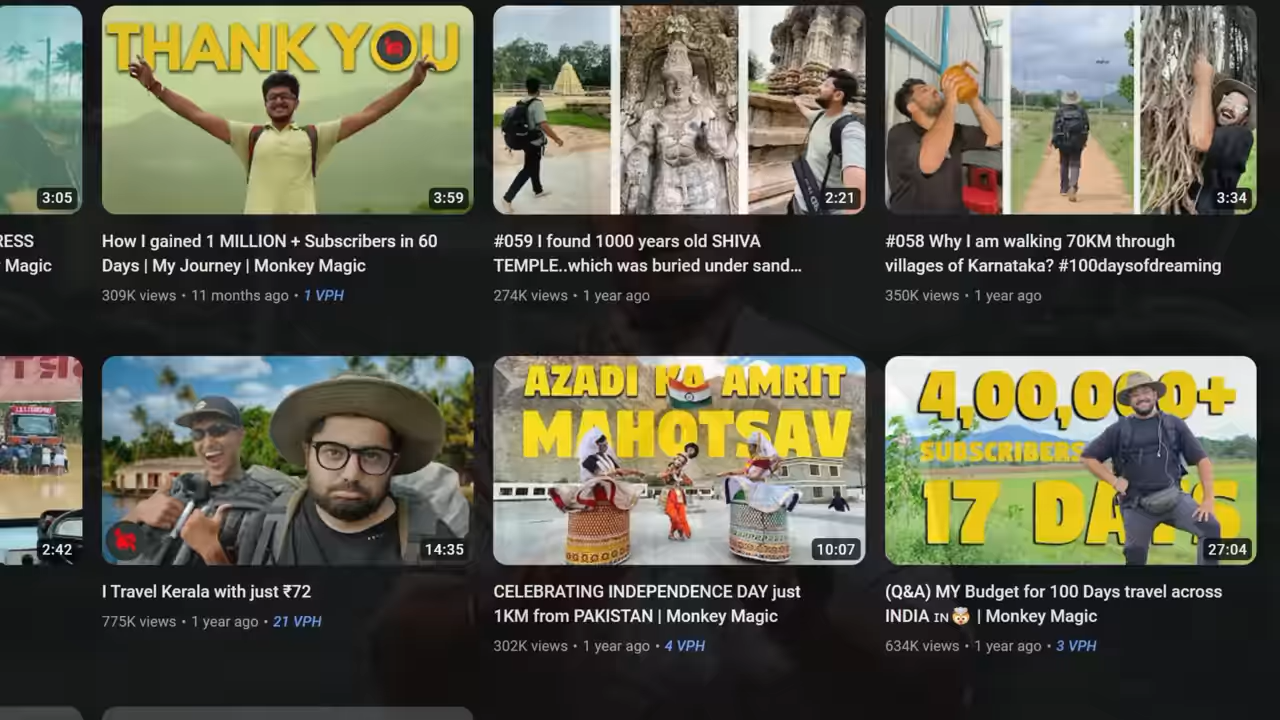 THANK YOU
3:05
3:59
2:21
3:34
RESS
Magic
How I gained 1 MILLION + Subscribers in 60
Days | My Journey | Monkey Magic
309K views • 11 months ago • 1 VPH
#059 I found 1000 years old SHIVA
TEMPLE..which was buried under sand...
274K views • 1 year ago
#058 Why I am walking 70KM through
villages of Karnataka? #100daysofdreaming
350K views • 1 year ago
AZADI KA AMRIT
MAHOTSAV
4,00,000+
SUBSCRIBERS
17 DAYS
2:42
14:35
10:07
27:04
I Travel Kerala with just ₹72
775K views • 1 year ago • 21 VPH
CELEBRATING INDEPENDENCE DAY just
1KM from PAKISTAN | Monkey Magic
302K views • 1 year ago • 4 VPH
(Q&A) MY Budget for 100 Days travel across
INDIA ɪɴ🤯 | Monkey Magic
634K views • 1 year ago • 3 VPH